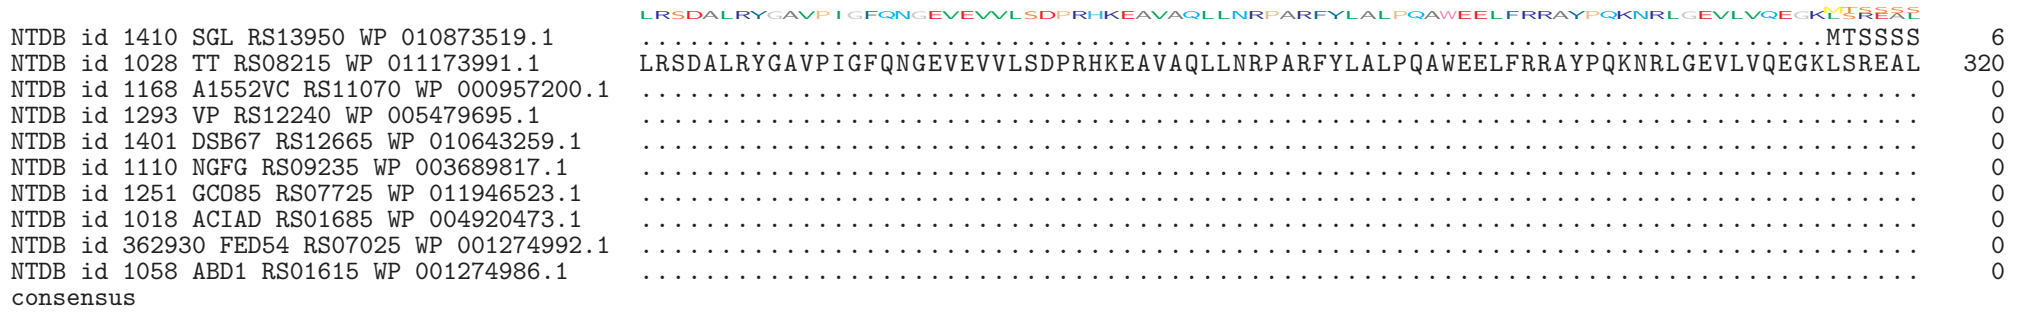 LRSDALRYGAVPIGFQNGEVEVVLSDPRHKEAVAQLLNRPARFYLALPQAWEELFRRAYPQKNRLGEVLVQEGKLSREAL
NTDB id 1410 SGL RS13950 WP 010873519.1 ..........................................................................MTSSSS 6
NTDB id 1028 TT RS08215 WP 011173991.1 LRSDALRYGAVPIGFQNGEVEVVLSDPRHKEAVAQLLNRPARFYLALPQAWEELFRRAYPQKNRLGEVLVQEGKLSREAL 320
NTDB id 1168 A1552VC RS11070 WP 000957200.1 ................................................................................ 0
NTDB id 1293 VP RS12240 WP 005479695.1 ................................................................................ 0
NTDB id 1401 DSB67 RS12665 WP 010643259.1 ................................................................................ 0
NTDB id 1110 NGFG RS09235 WP 003689817.1 ................................................................................ 0
NTDB id 1251 GCO85 RS07725 WP 011946523.1 ................................................................................ 0
NTDB id 1018 ACIAD RS01685 WP 004920473.1 ................................................................................ 0
NTDB id 362930 FED54 RS07025 WP 001274992.1 ................................................................................ 0
NTDB id 1058 ABD1 RS01615 WP 001274986.1 ................................................................................ 0
consensus